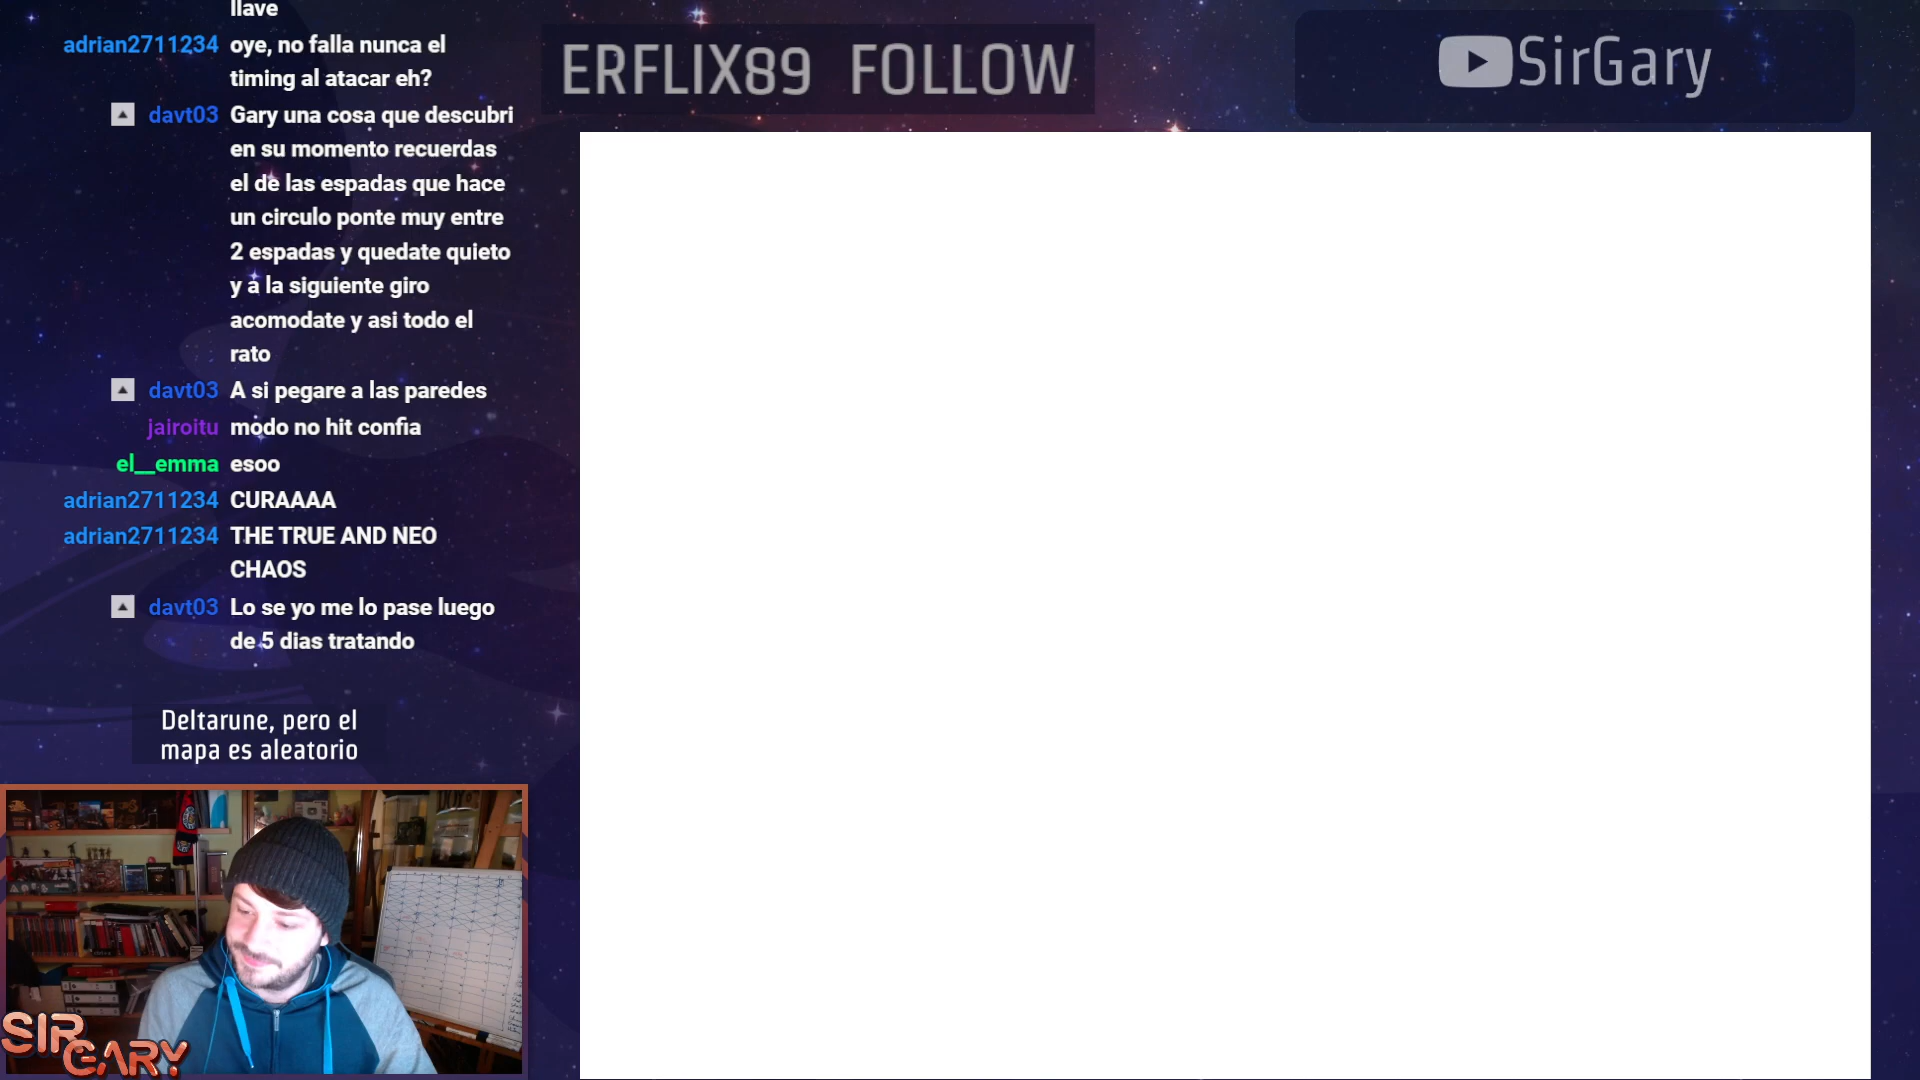 llave
adrian2711234 oye, no falla nunca el
timing al atacar eh?
davt03 Gary una cosa que descubri
en su momento recuerdas
el de las espadas que hace
un circulo ponte muy entre
2 espadas y quedate quieto
y a la siguiente giro
acomodate y asi todo el
rato
davt03 A si pegare a las paredes
jairoitu modo no hit confia
el__emma esoo
adrian2711234 CURAAAA
adrian2711234 THE TRUE AND NEO
CHAOS
davt03 Lo se yo me lo pase luego
de 5 dias tratando
Deltarune, pero el
mapa es aleatorio
SIR
GARY
ERFLIX89 FOLLOW
SirGary